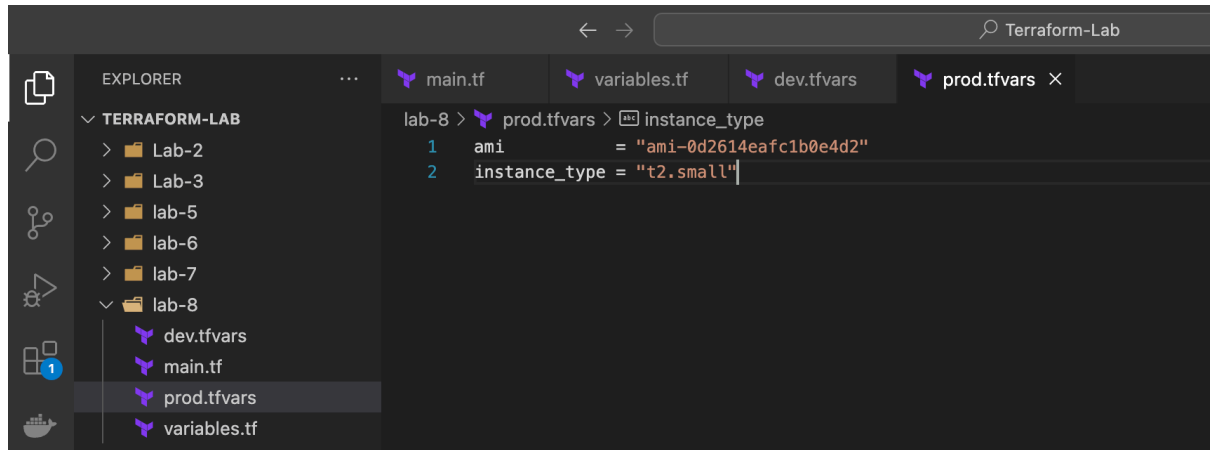 Terraform-Lab
EXPLORER ...
TERRAFORM-LAB
Lab-2
Lab-3
lab-5
lab-6
lab-7
lab-8
dev.tfvars
main.tf
prod.tfvars
variables.tf
1
main.tf variables.tf dev.tfvars prod.tfvars
lab-8 > prod.tfvars > abc instance_type
1 ami = "ami-0d2614eafc1b0e4d2"
2 instance_type = "t2.small"